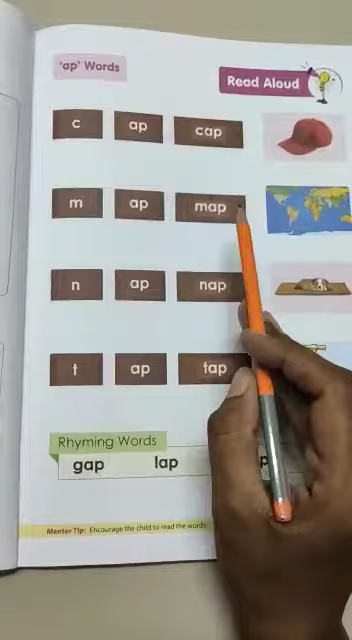 'ap' Words
Read Aloud
c ap cap
m ap map
n ap nap
t ap tap
Rhyming Words
gap lap
Mentor Tip: Encourage the child to read the words